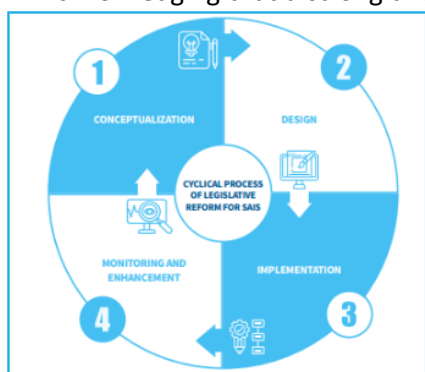 1
CONCEPTUALIZATION
2
DESIGN
CYCLICAL PROCESS
OF LEGISLATIVE
REFORM FOR SAIS
3
IMPLEMENTATION
4
MONITORING AND
ENHANCEMENT